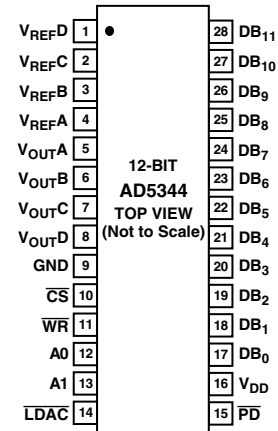 VREFD 1
VREFC 2
VREFB 3
VREFA 4
VOUTA 5
VOUTB 6
VOUTC 7
VOUTD 8
GND 9
CS 10
WR 11
A0 12
A1 13
LDAC 14
12-BIT
AD5344
TOP VIEW
(Not to Scale)
28 DB11
27 DB10
26 DB9
25 DB8
24 DB7
23 DB6
22 DB5
21 DB4
20 DB3
19 DB2
18 DB1
17 DB0
16 VDD
15 PD